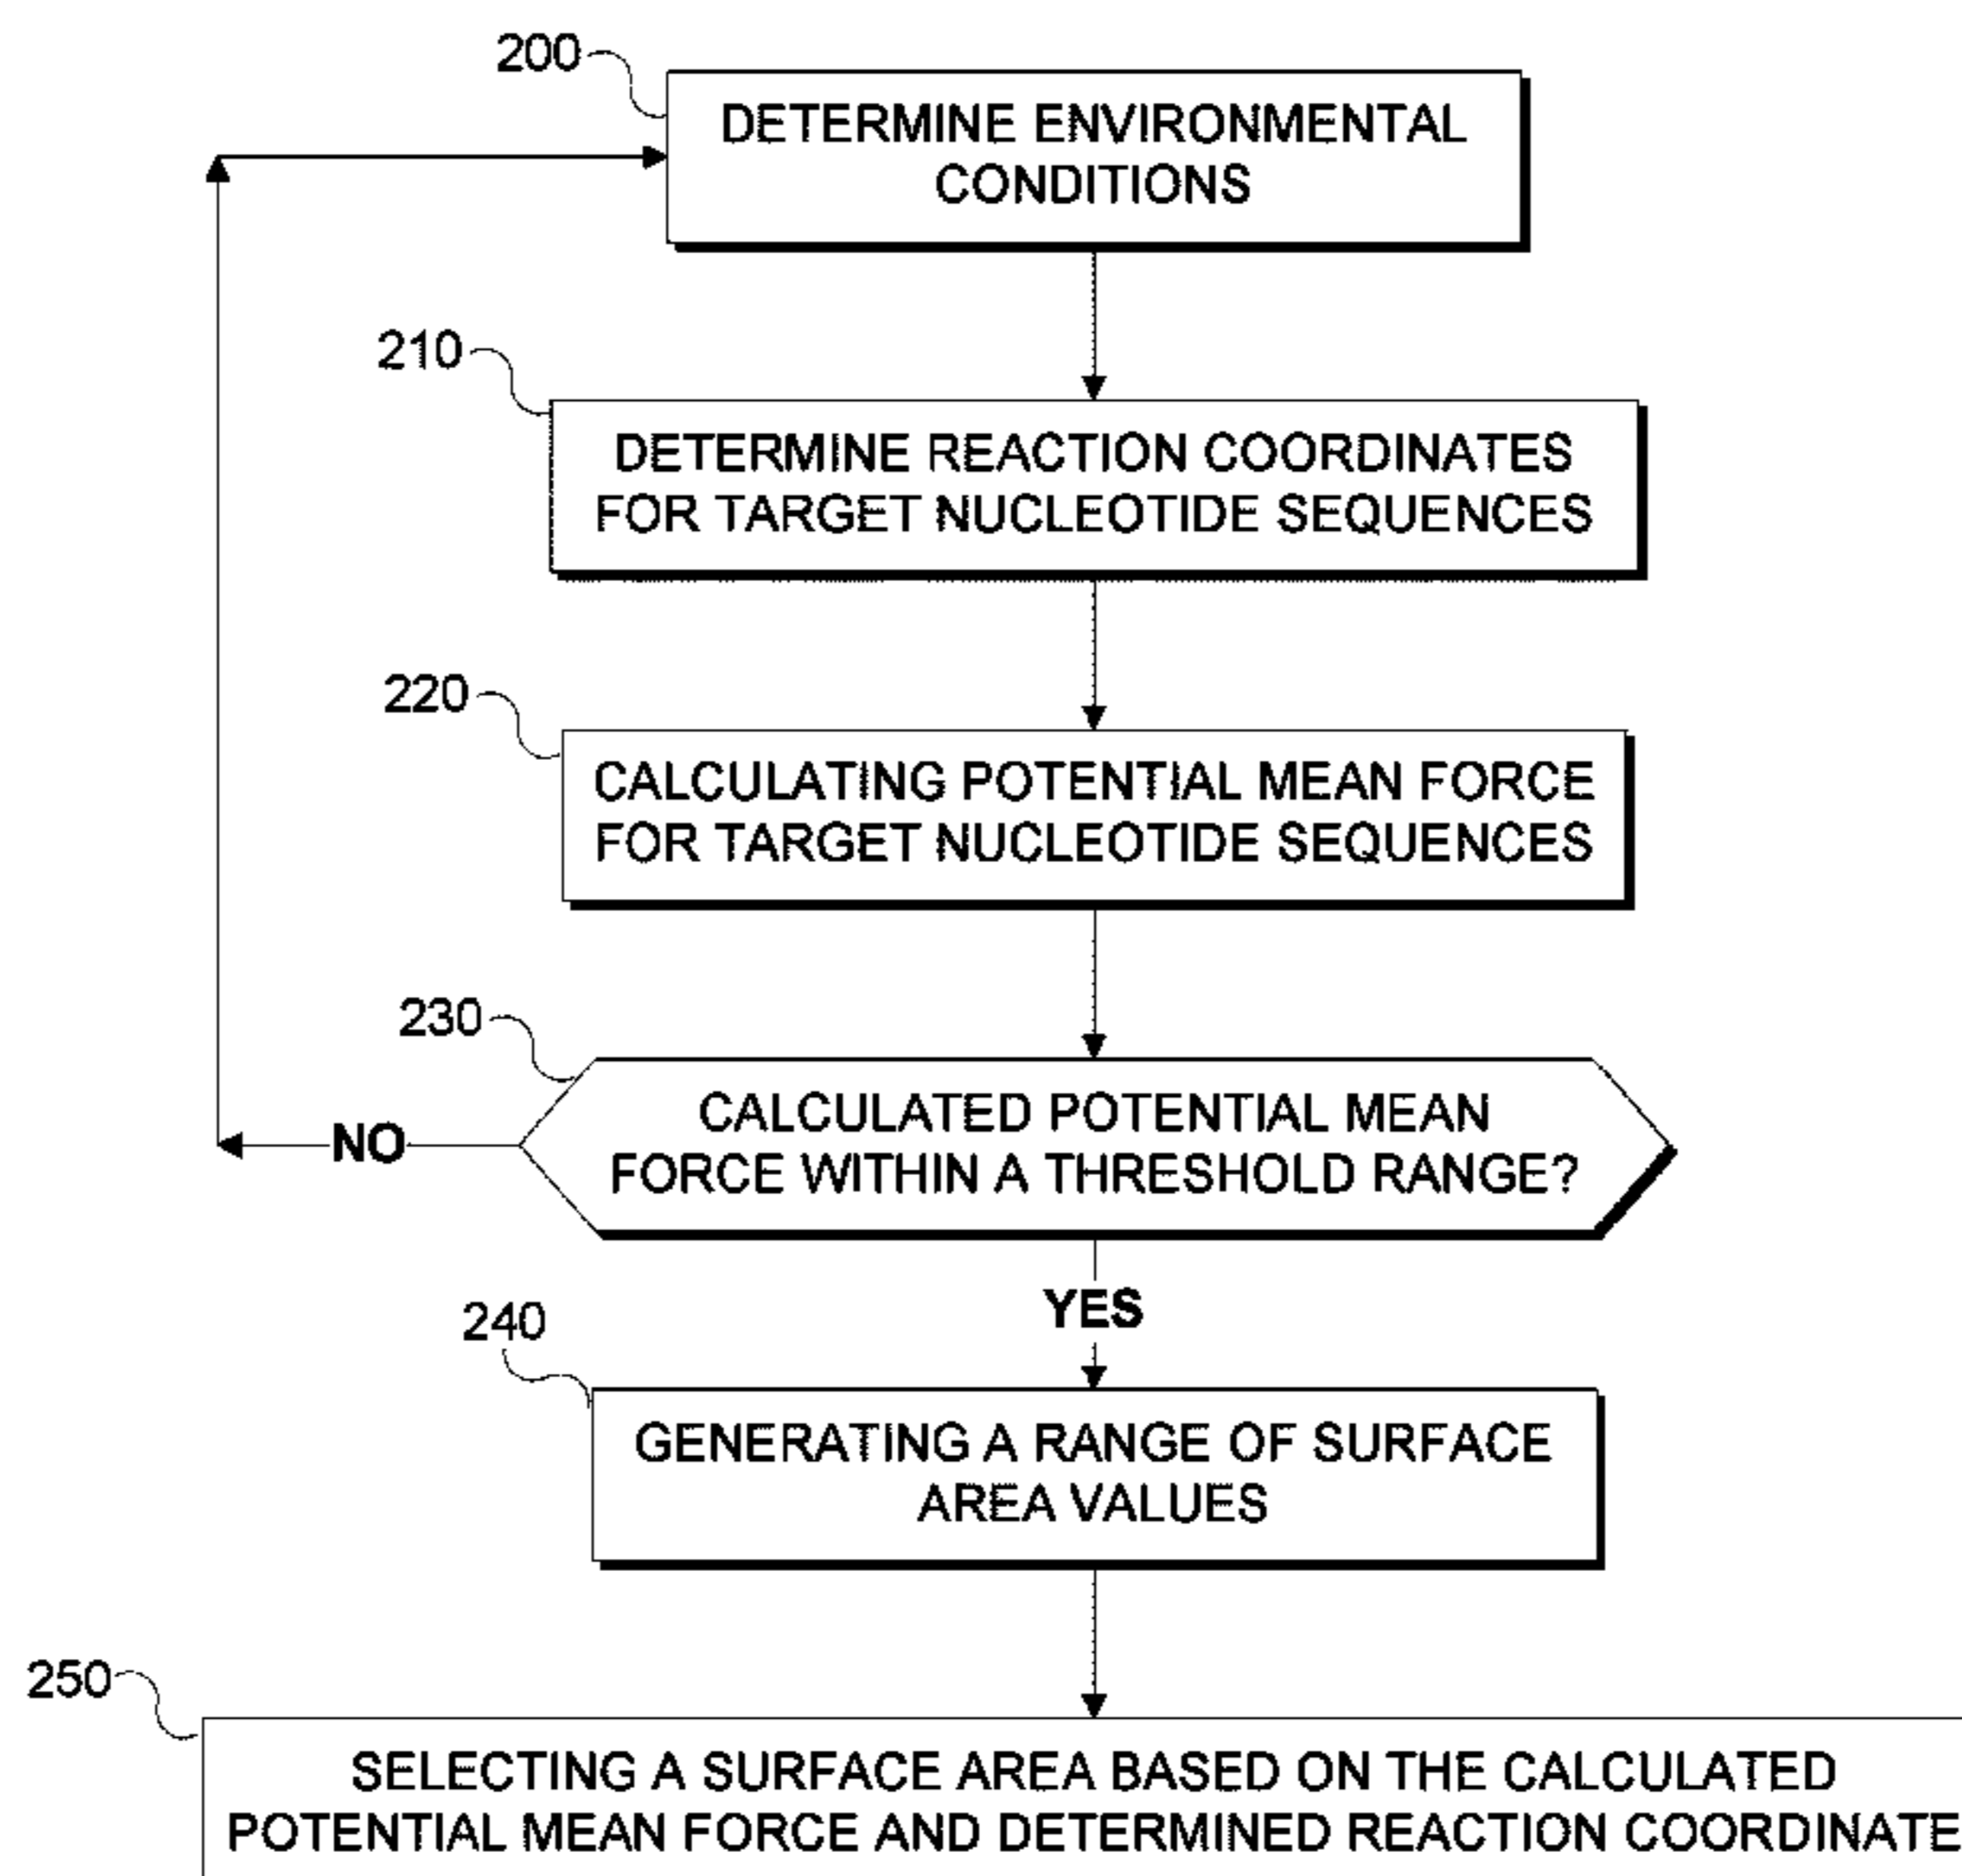 200
DETERMINE ENVIRONMENTAL
CONDITIONS
210
DETERMINE REACTION COORDINATES
FOR TARGET NUCLEOTIDE SEQUENCES
220
CALCULATING POTENTIAL MEAN FORCE
FOR TARGET NUCLEOTIDE SEQUENCES
230
CALCULATED POTENTIAL MEAN
FORCE WITHIN A THRESHOLD RANGE?
NO
YES
240
GENERATING A RANGE OF SURFACE
AREA VALUES
250
SELECTING A SURFACE AREA BASED ON THE CALCULATED
POTENTIAL MEAN FORCE AND DETERMINED REACTION COORDINATE